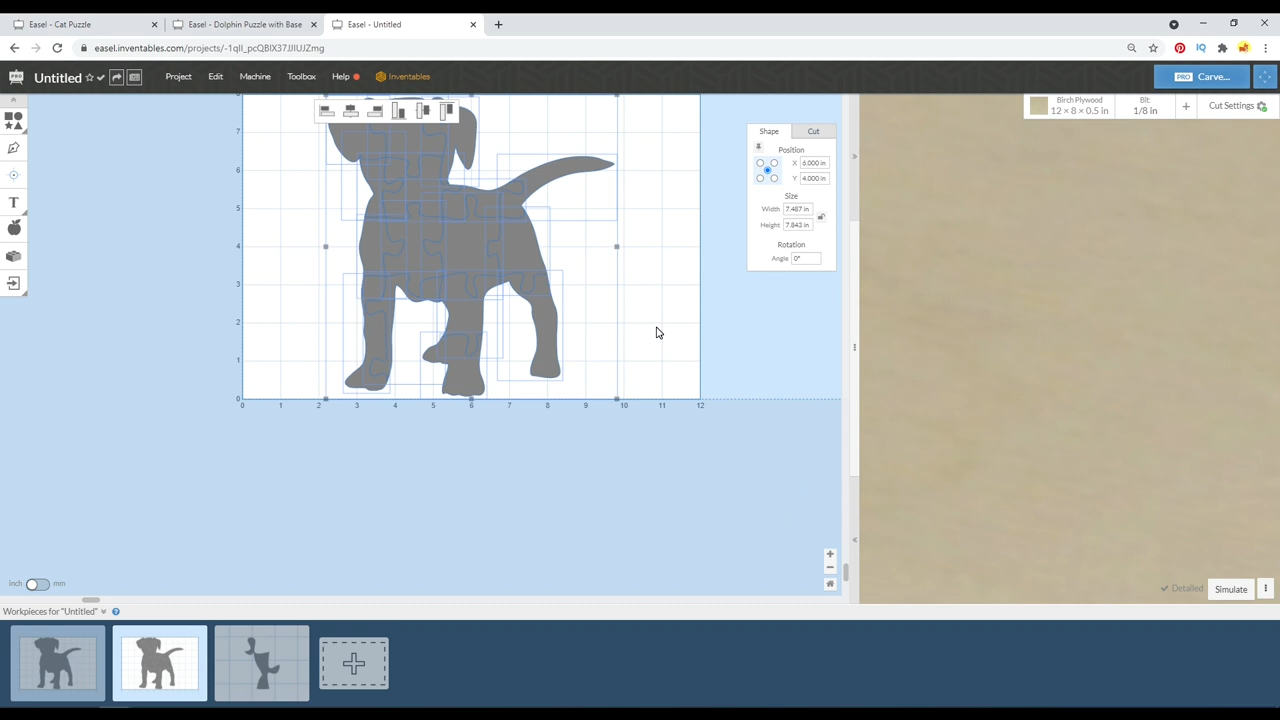 Easel - Cat Puzzle
Easel - Dolphin Puzzle with Base
Easel - Untitled
easel.inventables.com/projects/-1qlI_pcQBlX37JJIUJZmg
PRO
Untitled
Project
Edit
Machine
Toolbox
Help
Inventables
PRO Carve...
Birch Plywood
12 × 8 × 0.5 in
Bit:
1/8 in
Cut Settings
Shape
Cut
Position
X 6.000 in
Y 4.000 in
Size
Width 7.487 in
Height 7.843 in
Rotation
Angle 0°
8
7
6
5
4
3
2
1
0
0 1 2 3 4 5 6 7 8 9 10 11 12
inch
mm
Detailed
Simulate
Workpieces for "Untitled"